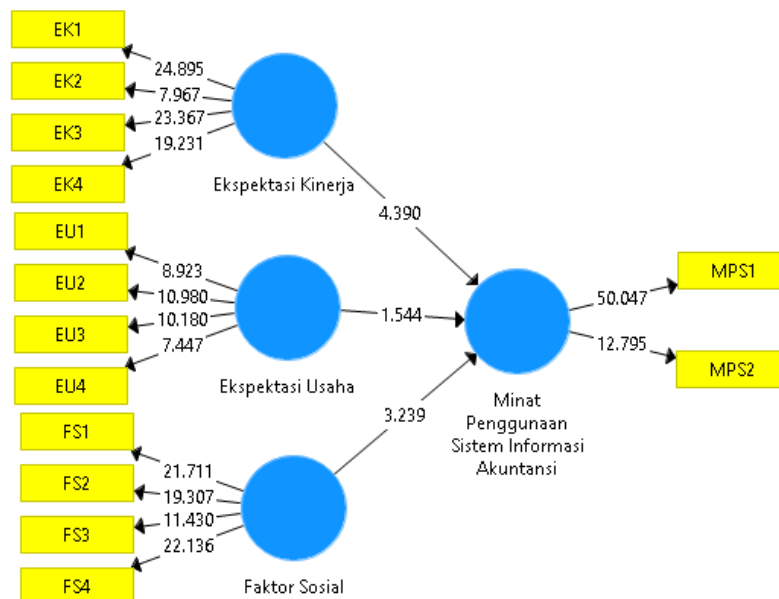 EK1
24.895
EK2
7.967
23.367
EK3
19.231
EK4
Ekspektasi Kinerja
4.390
EU1
8.923
EU2
10.980
10.180
EU3
7.447
EU4
Ekspektasi Usaha
1.544
MPS1
50.047
12.795
MPS2
Minat
Penggunaan
Sistem Informasi
Akuntansi
3.239
FS1
21.711
FS2
19.307
11.430
FS3
22.136
FS4
Faktor Sosial